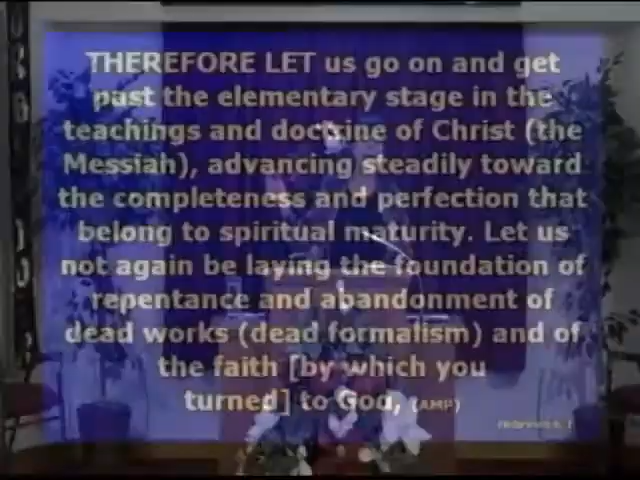 THEREFORE LET us go on and get
past the elementary stage in the
teachings and doctrine of Christ (the
Messiah), advancing steadily toward
the completeness and perfection that
belong to spiritual maturity. Let us
not again be laying the foundation of
repentance and abandonment of
dead works (dead formalism) and of
the faith [by which you
turned] to God, (AMP)